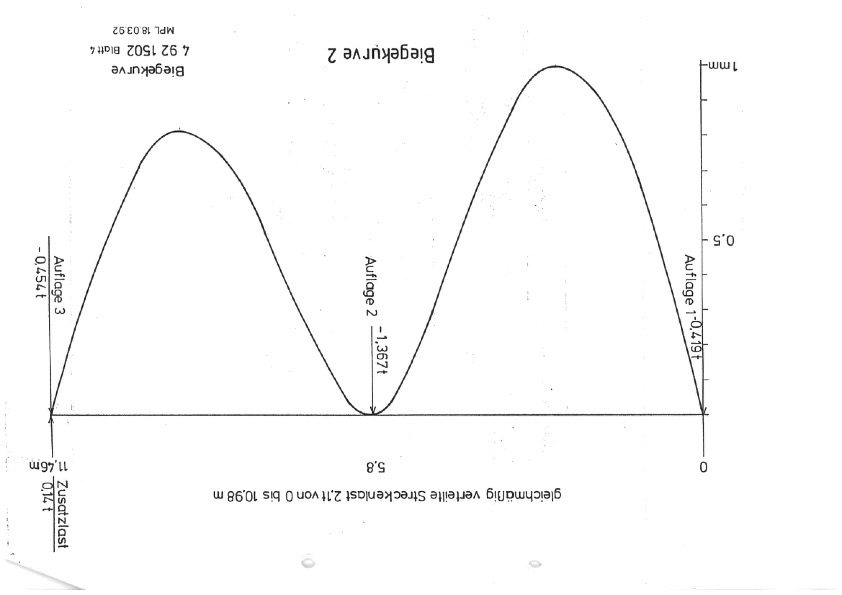 gleichmäßig verteilte Streckenlast 2,1t von 0 bis 10,98 m
0
5,8
11,46m
Zusatzlast
0,14 t
Auflage 1
-0,419t
Auflage 2
-1,367t
Auflage 3
-0,454t
0,5
1mm
Biegekurve 2
Biegekurve
4 92 1502 Blatt 4
MPL 18.03.92